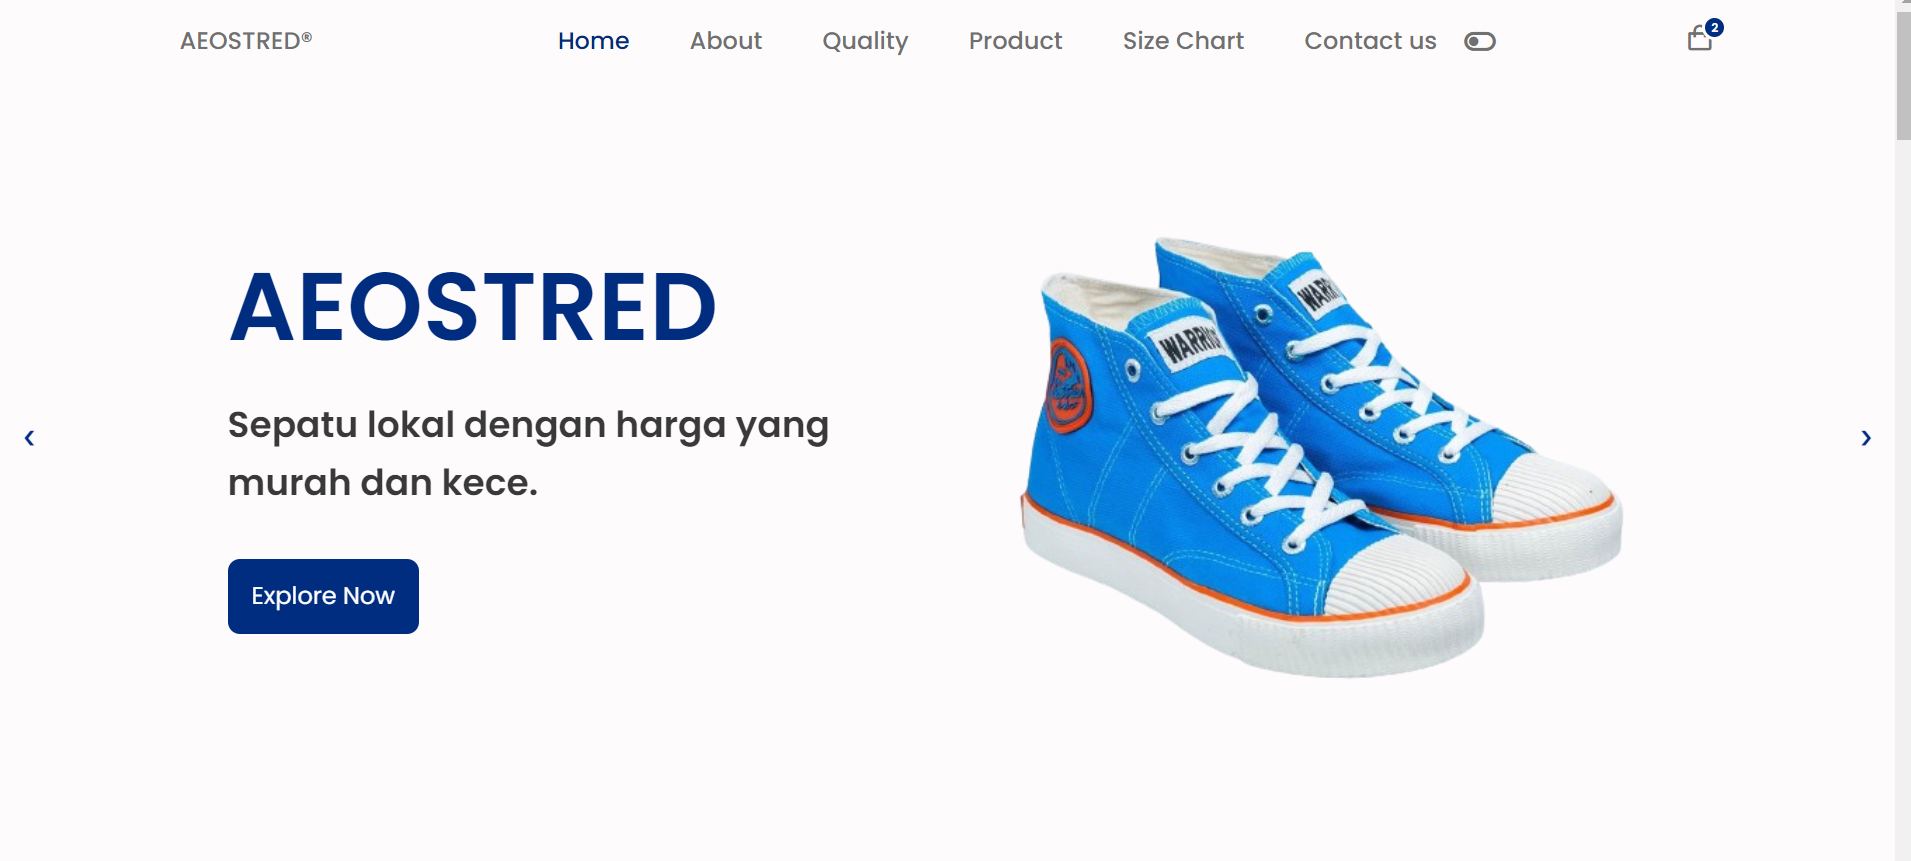 AEOSTRED®
Home
About
Quality
Product
Size Chart
Contact us
2
AEOSTRED
Sepatu lokal dengan harga yang
murah dan kece.
Explore Now
‹
›
WARRIOR
WARR